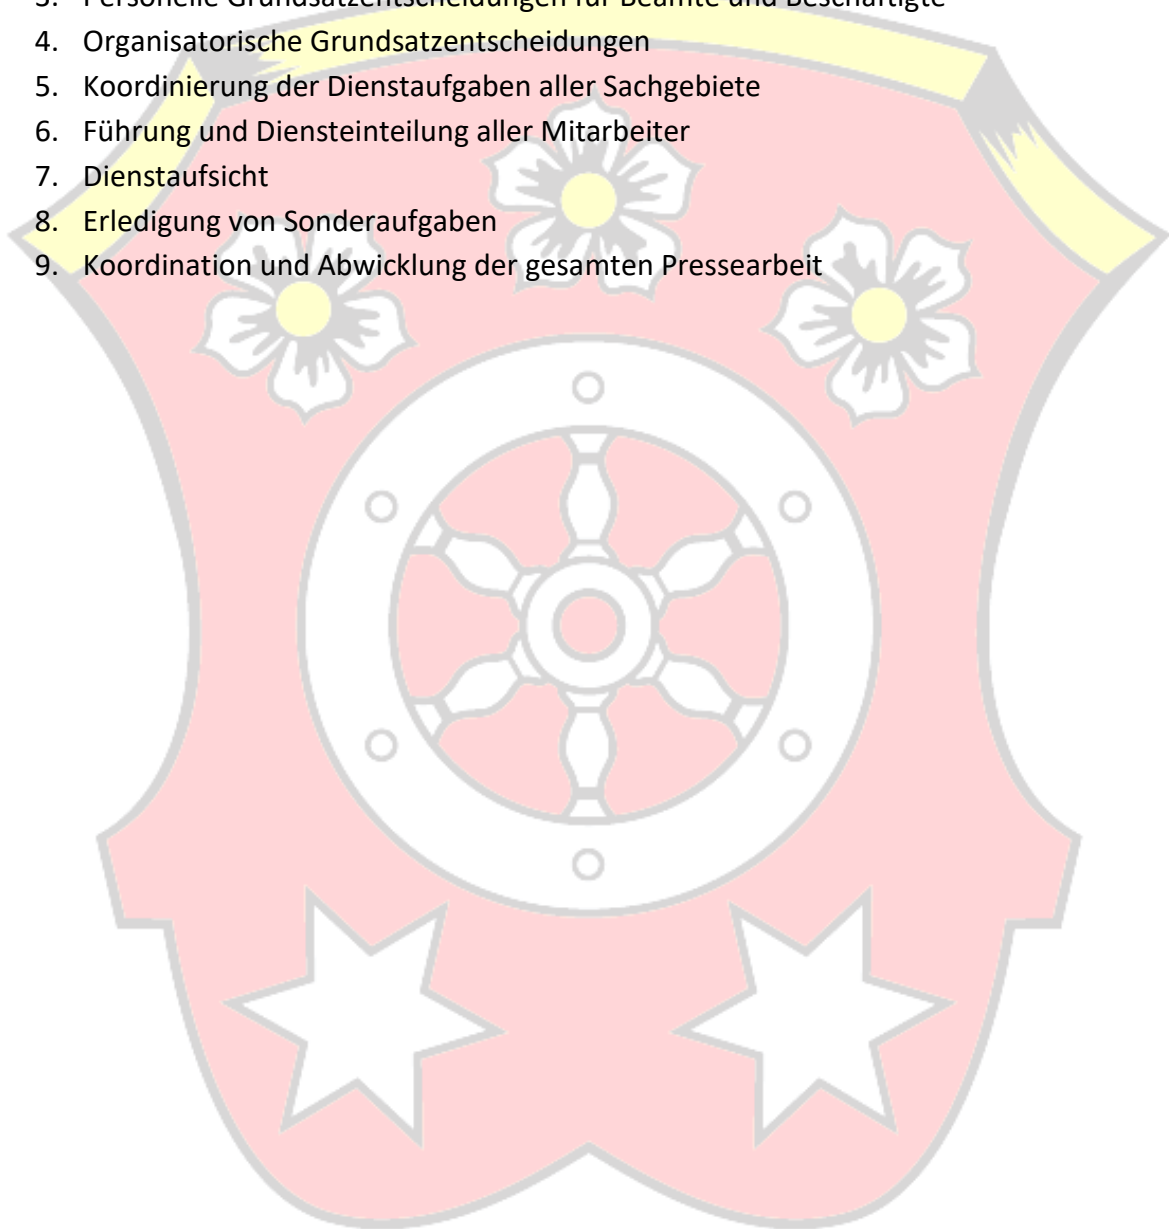 3. Personelle Grundsatzentscheidungen für Beamte und Beschäftigte
4. Organisatorische Grundsatzentscheidungen
5. Koordinierung der Dienstaufgaben aller Sachgebiete
6. Führung und Diensteinteilung aller Mitarbeiter
7. Dienstaufsicht
8. Erledigung von Sonderaufgaben
9. Koordination und Abwicklung der gesamten Pressearbeit